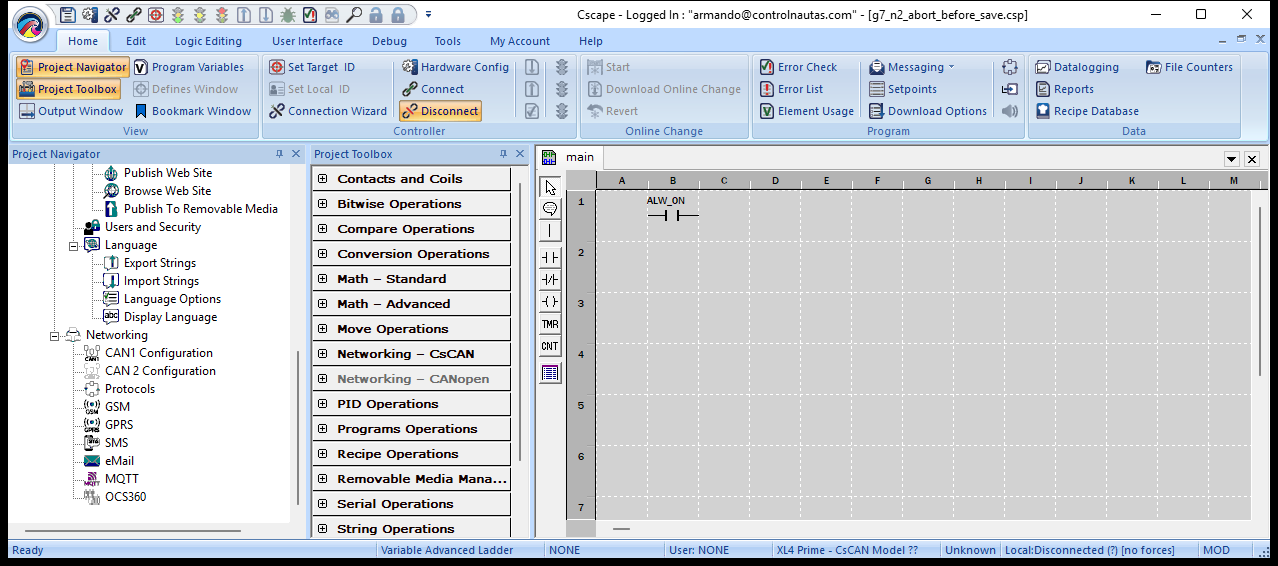 Cscape - Logged In : "armando@controlnautas.com" - [g7_n2_abort_before_save.csp]
Home Edit Logic Editing User Interface Debug Tools My Account Help
Project Navigator Program Variables Set Target ID Hardware Config Start Error Check Messaging Datalogging File Counters
Project Toolbox Defines Window Set Local ID Connect Download Online Change Error List Setpoints Reports
Output Window Bookmark Window Connection Wizard Disconnect Revert Element Usage Download Options Recipe Database
View Controller Online Change Program Data
Project Navigator
Publish Web Site
Browse Web Site
Publish To Removable Media
Users and Security
Language
Export Strings
Import Strings
Language Options
abc Display Language
Networking
CAN1 CAN1 Configuration
CAN 2 Configuration
Protocols
GSM GSM
GPRS GPRS
SMS
eMail
MQTT
OCS360
Project Toolbox
Contacts and Coils
Bitwise Operations
Compare Operations
Conversion Operations
Math – Standard
Math – Advanced
Move Operations
Networking – CsCAN
Networking – CANopen
PID Operations
Programs Operations
Recipe Operations
Removable Media Mana...
Serial Operations
String Operations
main
TMR
CNT
A B C D E F G H I J K L M
1
ALW_ON
2
3
4
5
6
7
Ready Variable Advanced Ladder NONE User: NONE XL4 Prime - CsCAN Model ?? Unknown Local:Disconnected (?) [no forces] MOD